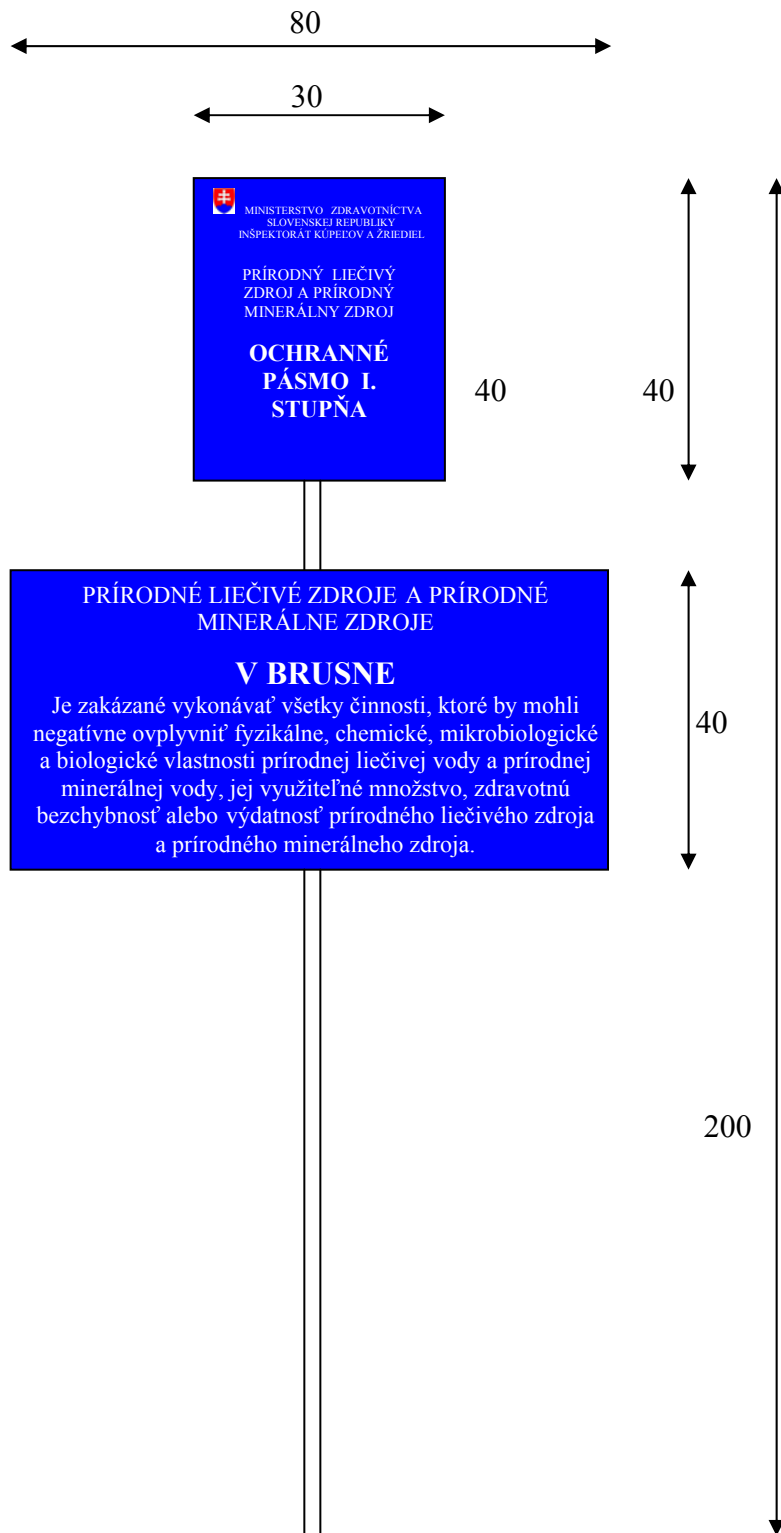 80
30
MINISTERSTVO ZDRAVOTNÍCTVA
SLOVENSKEJ REPUBLIKY
INŠPEKTORÁT KÚPEĽOV A ŽRIEDIEL
PRÍRODNÝ LIEČIVÝ
ZDROJ A PRÍRODNÝ
MINERÁLNY ZDROJ
OCHRANNÉ
PÁSMO I.
STUPŇA
40
40
PRÍRODNÉ LIEČIVÉ ZDROJE A PRÍRODNÉ
MINERÁLNE ZDROJE
V BRUSNE
Je zakázané vykonávať všetky činnosti, ktoré by mohli
negatívne ovplyvniť fyzikálne, chemické, mikrobiologické
a biologické vlastnosti prírodnej liečivej vody a prírodnej
minerálnej vody, jej využiteľné množstvo, zdravotnú
bezchybnosť alebo výdatnosť prírodného liečivého zdroja
a prírodného minerálneho zdroja.
40
200